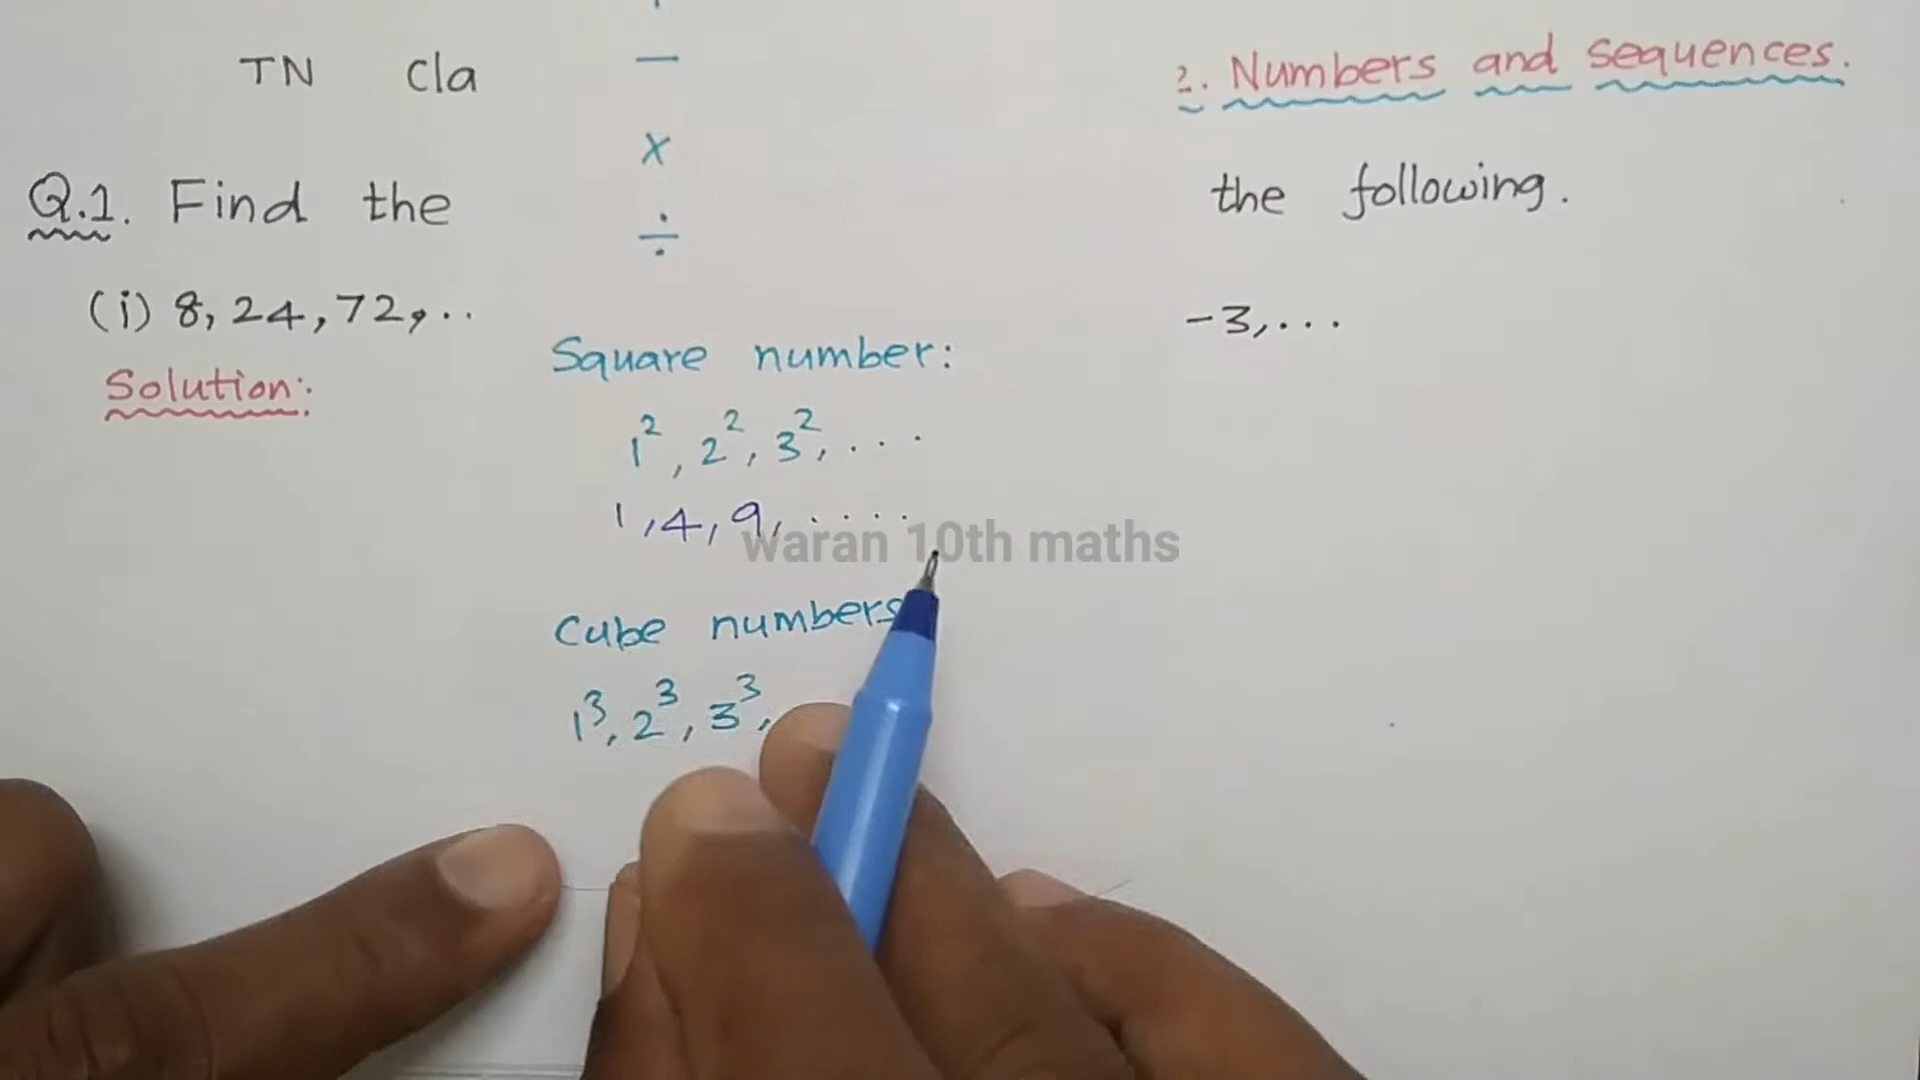 TN Cla
2. Numbers and sequences.
−
×
÷
Q.1. Find the
the following.
(i) 8, 24, 72, ..
-3, ...
Solution:
Square number:
1², 2², 3², ...
1, 4, 9, ....
waran 10th maths
Cube numbers
1³, 2³, 3³,